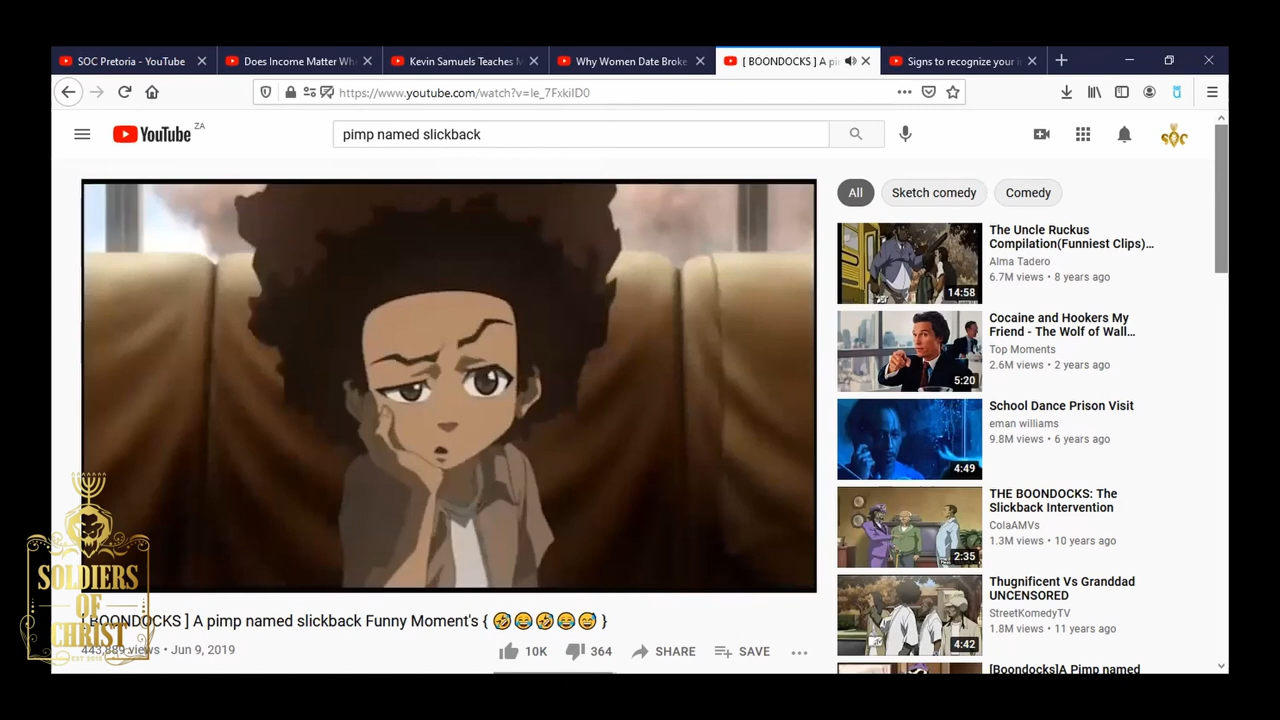 SOC Pretoria - YouTube
Does Income Matter Wh
Kevin Samuels Teaches M
Why Women Date Broke
[ BOONDOCKS ] A pi
Signs to recognize your i
https://www.youtube.com/watch?v=Ie_7FxkiID0
YouTube ZA
pimp named slickback
All
Sketch comedy
Comedy
The Uncle Ruckus
Compilation(Funniest Clips)…
Alma Tadero
6.7M views • 8 years ago
14:58
Cocaine and Hookers My
Friend - The Wolf of Wall…
Top Moments
2.6M views • 2 years ago
5:20
School Dance Prison Visit
eman williams
9.8M views • 6 years ago
4:49
THE BOONDOCKS: The
Slickback Intervention
ColaAMVs
1.3M views • 10 years ago
2:35
Thugnificent Vs Granddad
UNCENSORED
StreetKomedyTV
1.8M views • 11 years ago
4:42
[Boondocks]A Pimp named
[ BOONDOCKS ] A pimp named slickback Funny Moment's { 🤣😂🤣😂😅 }
443,889 views • Jun 9, 2019
10K
364
SHARE
SAVE
SOLDIERS
OF
CHRIST